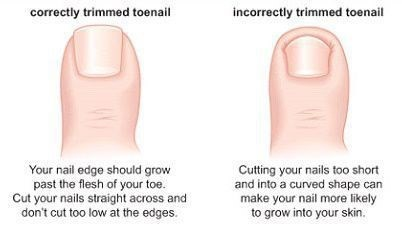 correctly trimmed toenail
incorrectly trimmed toenail
Your nail edge should grow
past the flesh of your toe.
Cut your nails straight across and
don't cut too low at the edges.
Cutting your nails too short
and into a curved shape can
make your nail more likely
to grow into your skin.